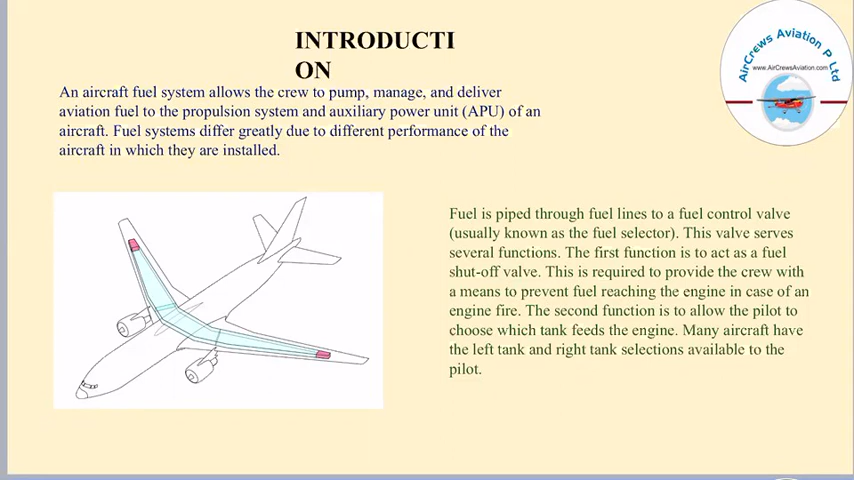 INTRODUCTI
ON
An aircraft fuel system allows the crew to pump, manage, and deliver
aviation fuel to the propulsion system and auxiliary power unit (APU) of an
aircraft. Fuel systems differ greatly due to different performance of the
aircraft in which they are installed.
AirCrews Aviation P Ltd
www.AirCrewsAviation.com
Fuel is piped through fuel lines to a fuel control valve
(usually known as the fuel selector). This valve serves
several functions. The first function is to act as a fuel
shut-off valve. This is required to provide the crew with
a means to prevent fuel reaching the engine in case of an
engine fire. The second function is to allow the pilot to
choose which tank feeds the engine. Many aircraft have
the left tank and right tank selections available to the
pilot.